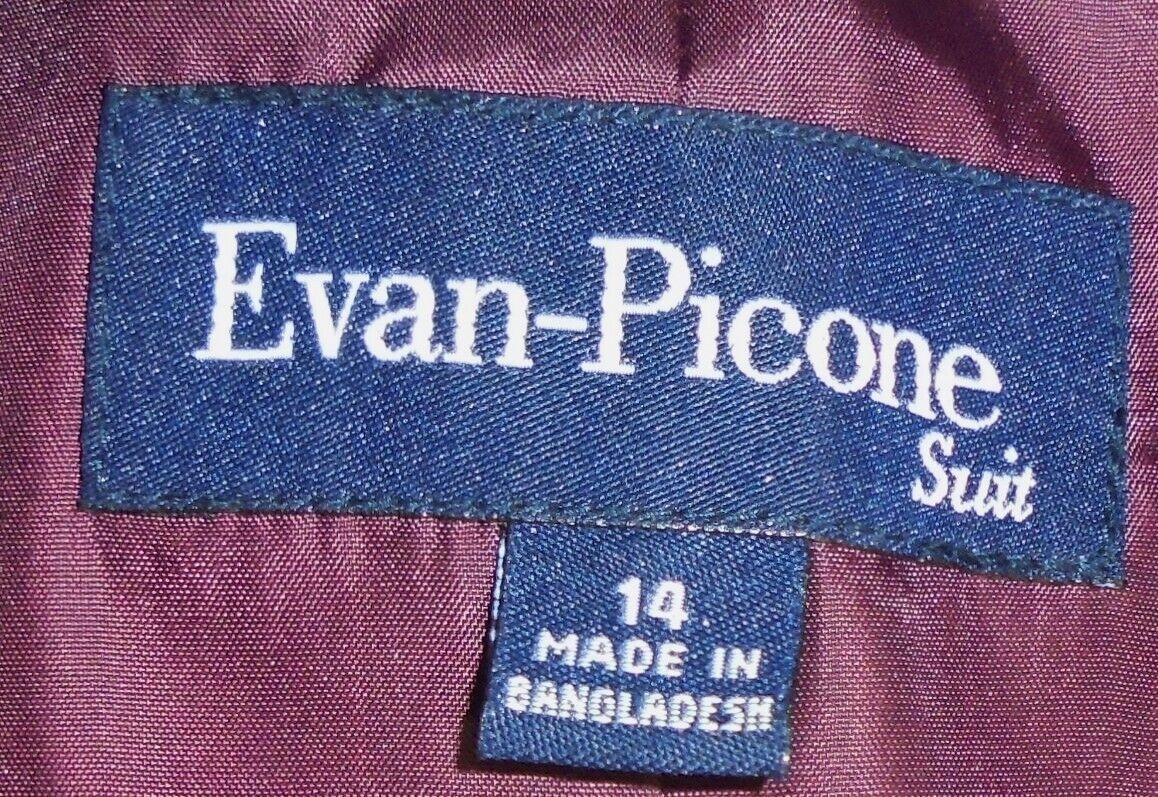 Evan-Picone
Suit
14
MADE IN
BANGLADESH